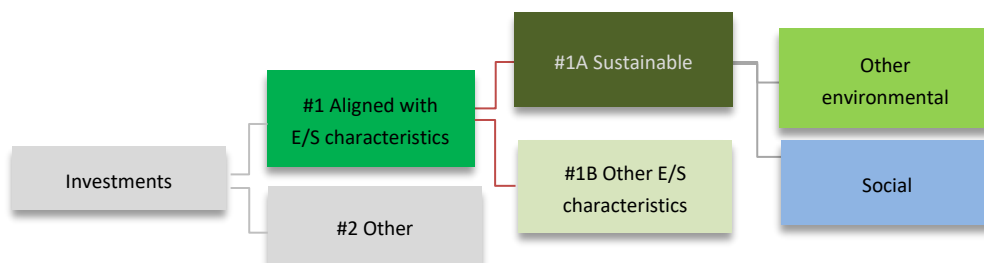 Investments
#1 Aligned with
E/S characteristics
#2 Other
#1A Sustainable
#1B Other E/S
characteristics
Other
environmental
Social